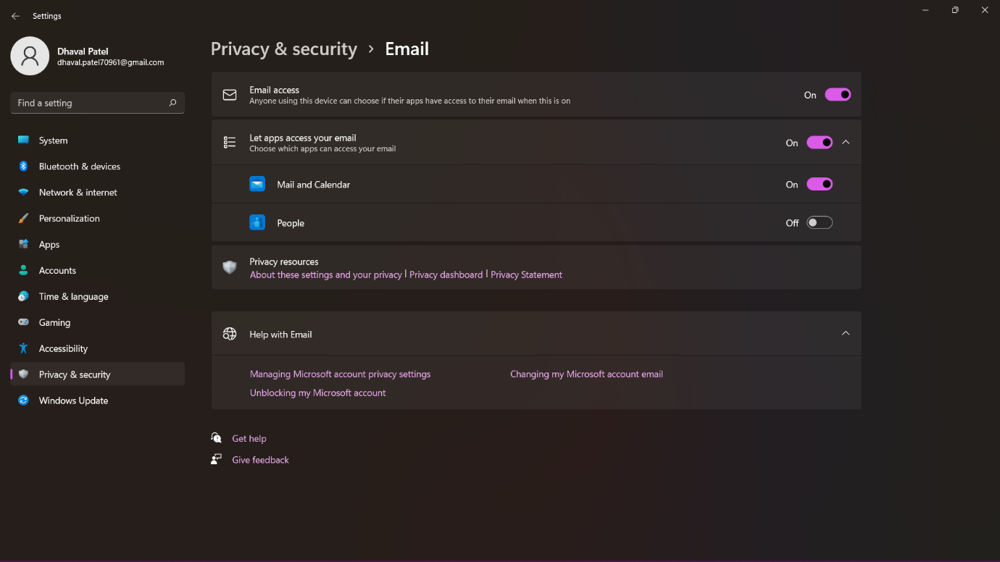 Settings
Dhaval Patel
dhaval.patel70961@gmail.com
Find a setting
System
Bluetooth & devices
Network & internet
Personalization
Apps
Accounts
Time & language
Gaming
Accessibility
Privacy & security
Windows Update
Privacy & security › Email
Email access
Anyone using this device can choose if their apps have access to their email when this is on
On
Let apps access your email
Choose which apps can access your email
On
Mail and Calendar
On
People
Off
Privacy resources
About these settings and your privacy | Privacy dashboard | Privacy Statement
Help with Email
Managing Microsoft account privacy settings
Changing my Microsoft account email
Unblocking my Microsoft account
Get help
Give feedback